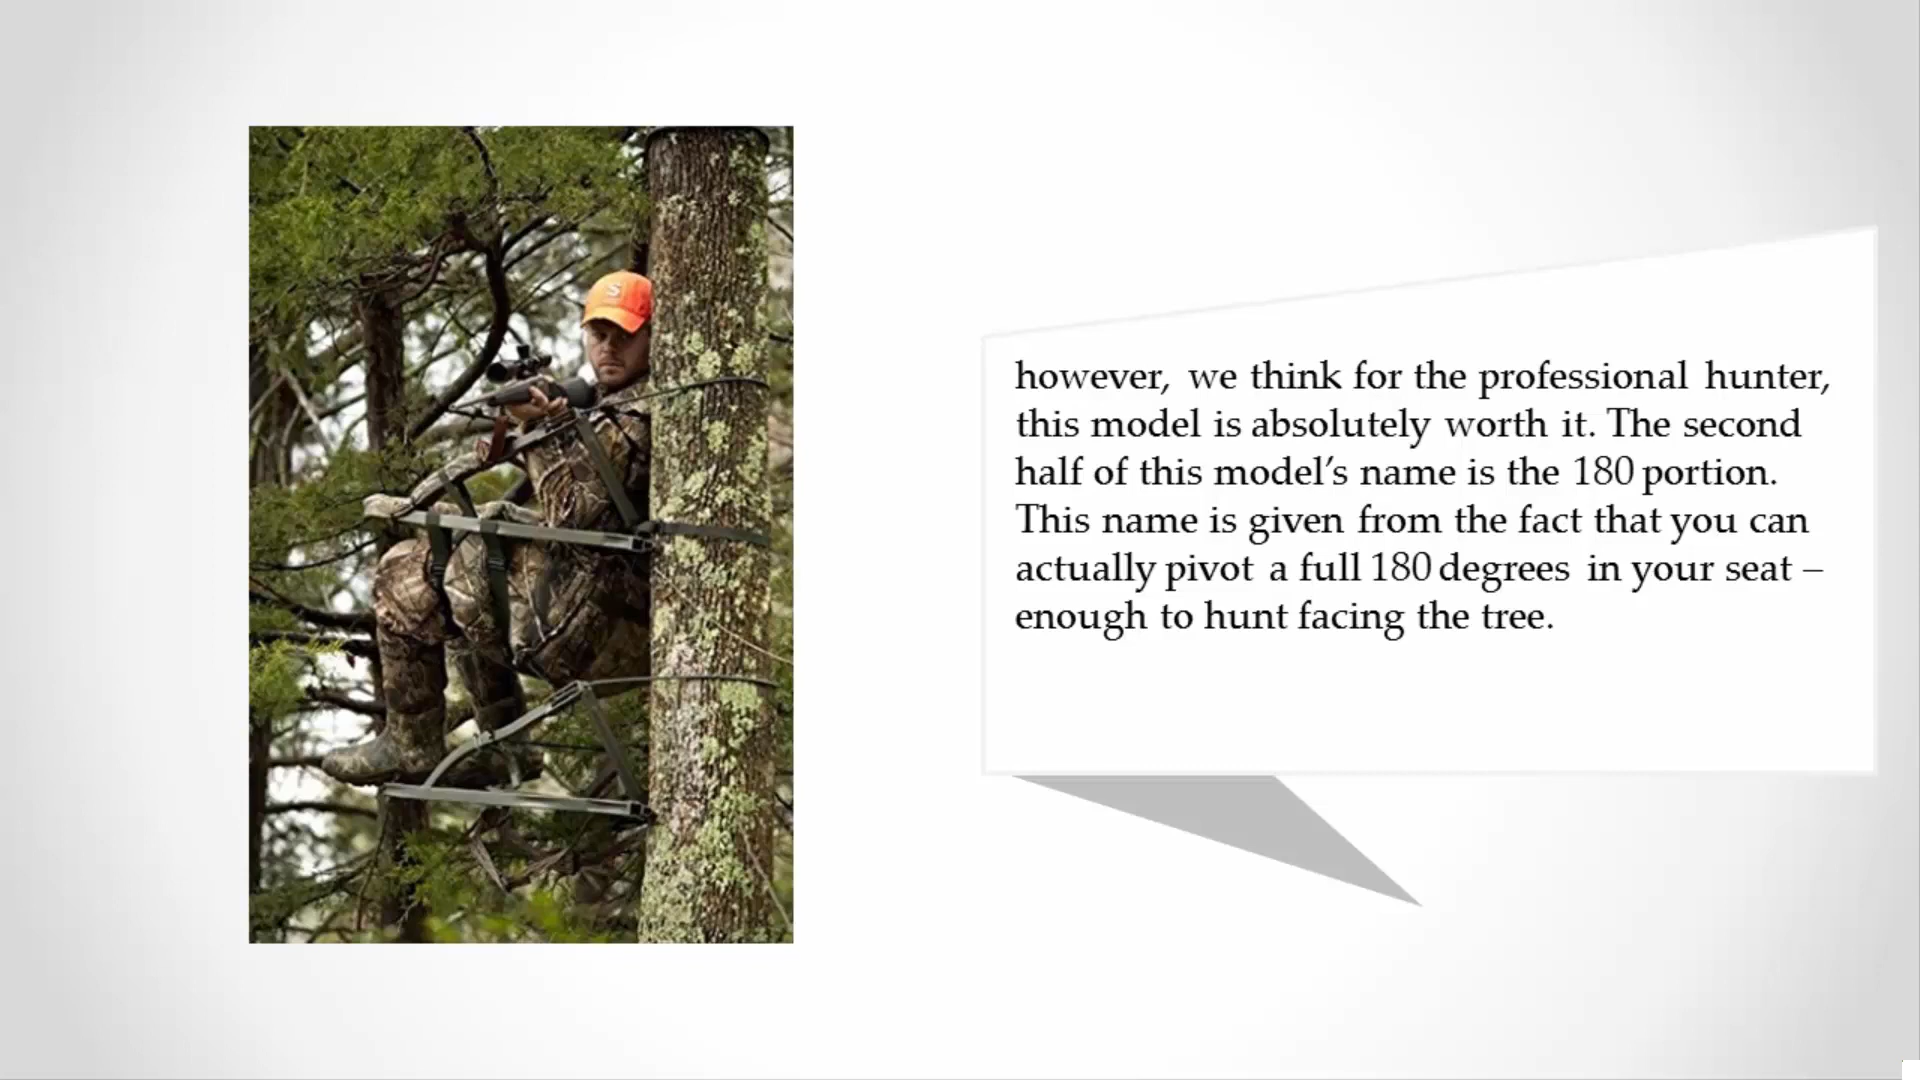 S
however, we think for the professional hunter,
this model is absolutely worth it. The second
half of this model’s name is the 180 portion.
This name is given from the fact that you can
actually pivot a full 180 degrees in your seat –
enough to hunt facing the tree.